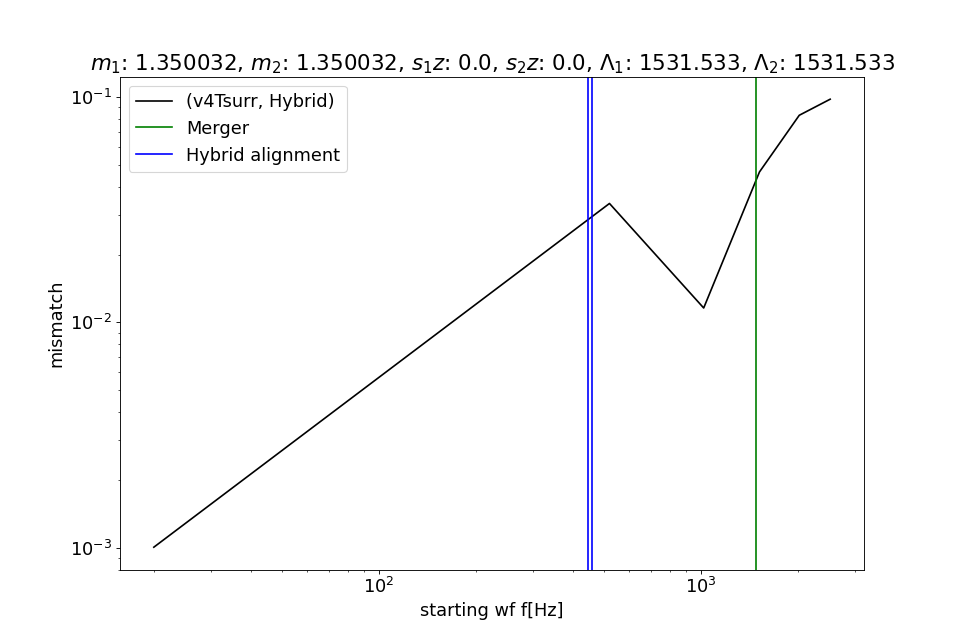 m₁: 1.350032, m₂: 1.350032, s₁z: 0.0, s₂z: 0.0, Λ₁: 1531.533, Λ₂: 1531.533
(v4Tsurr, Hybrid)
Merger
Hybrid alignment
10⁻¹
10⁻²
10⁻³
mismatch
10² 10³
starting wf f[Hz]